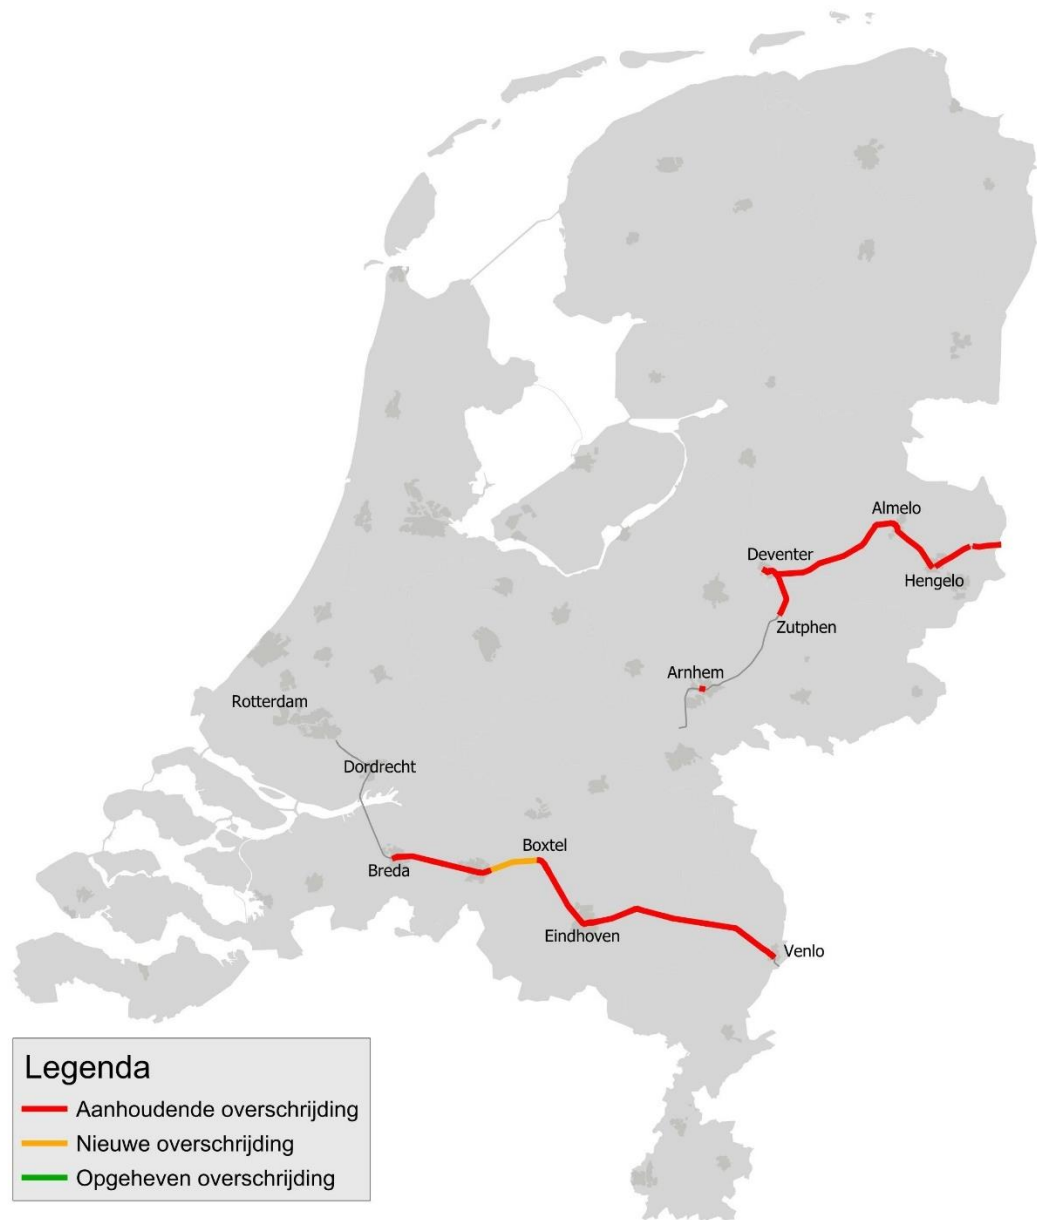 Almelo
Deventer
Hengelo
Zutphen
Arnhem
Rotterdam
Dordrecht
Boxtel
Breda
Eindhoven
Venlo
Legenda
Aanhoudende overschrijding
Nieuwe overschrijding
Opgeheven overschrijding